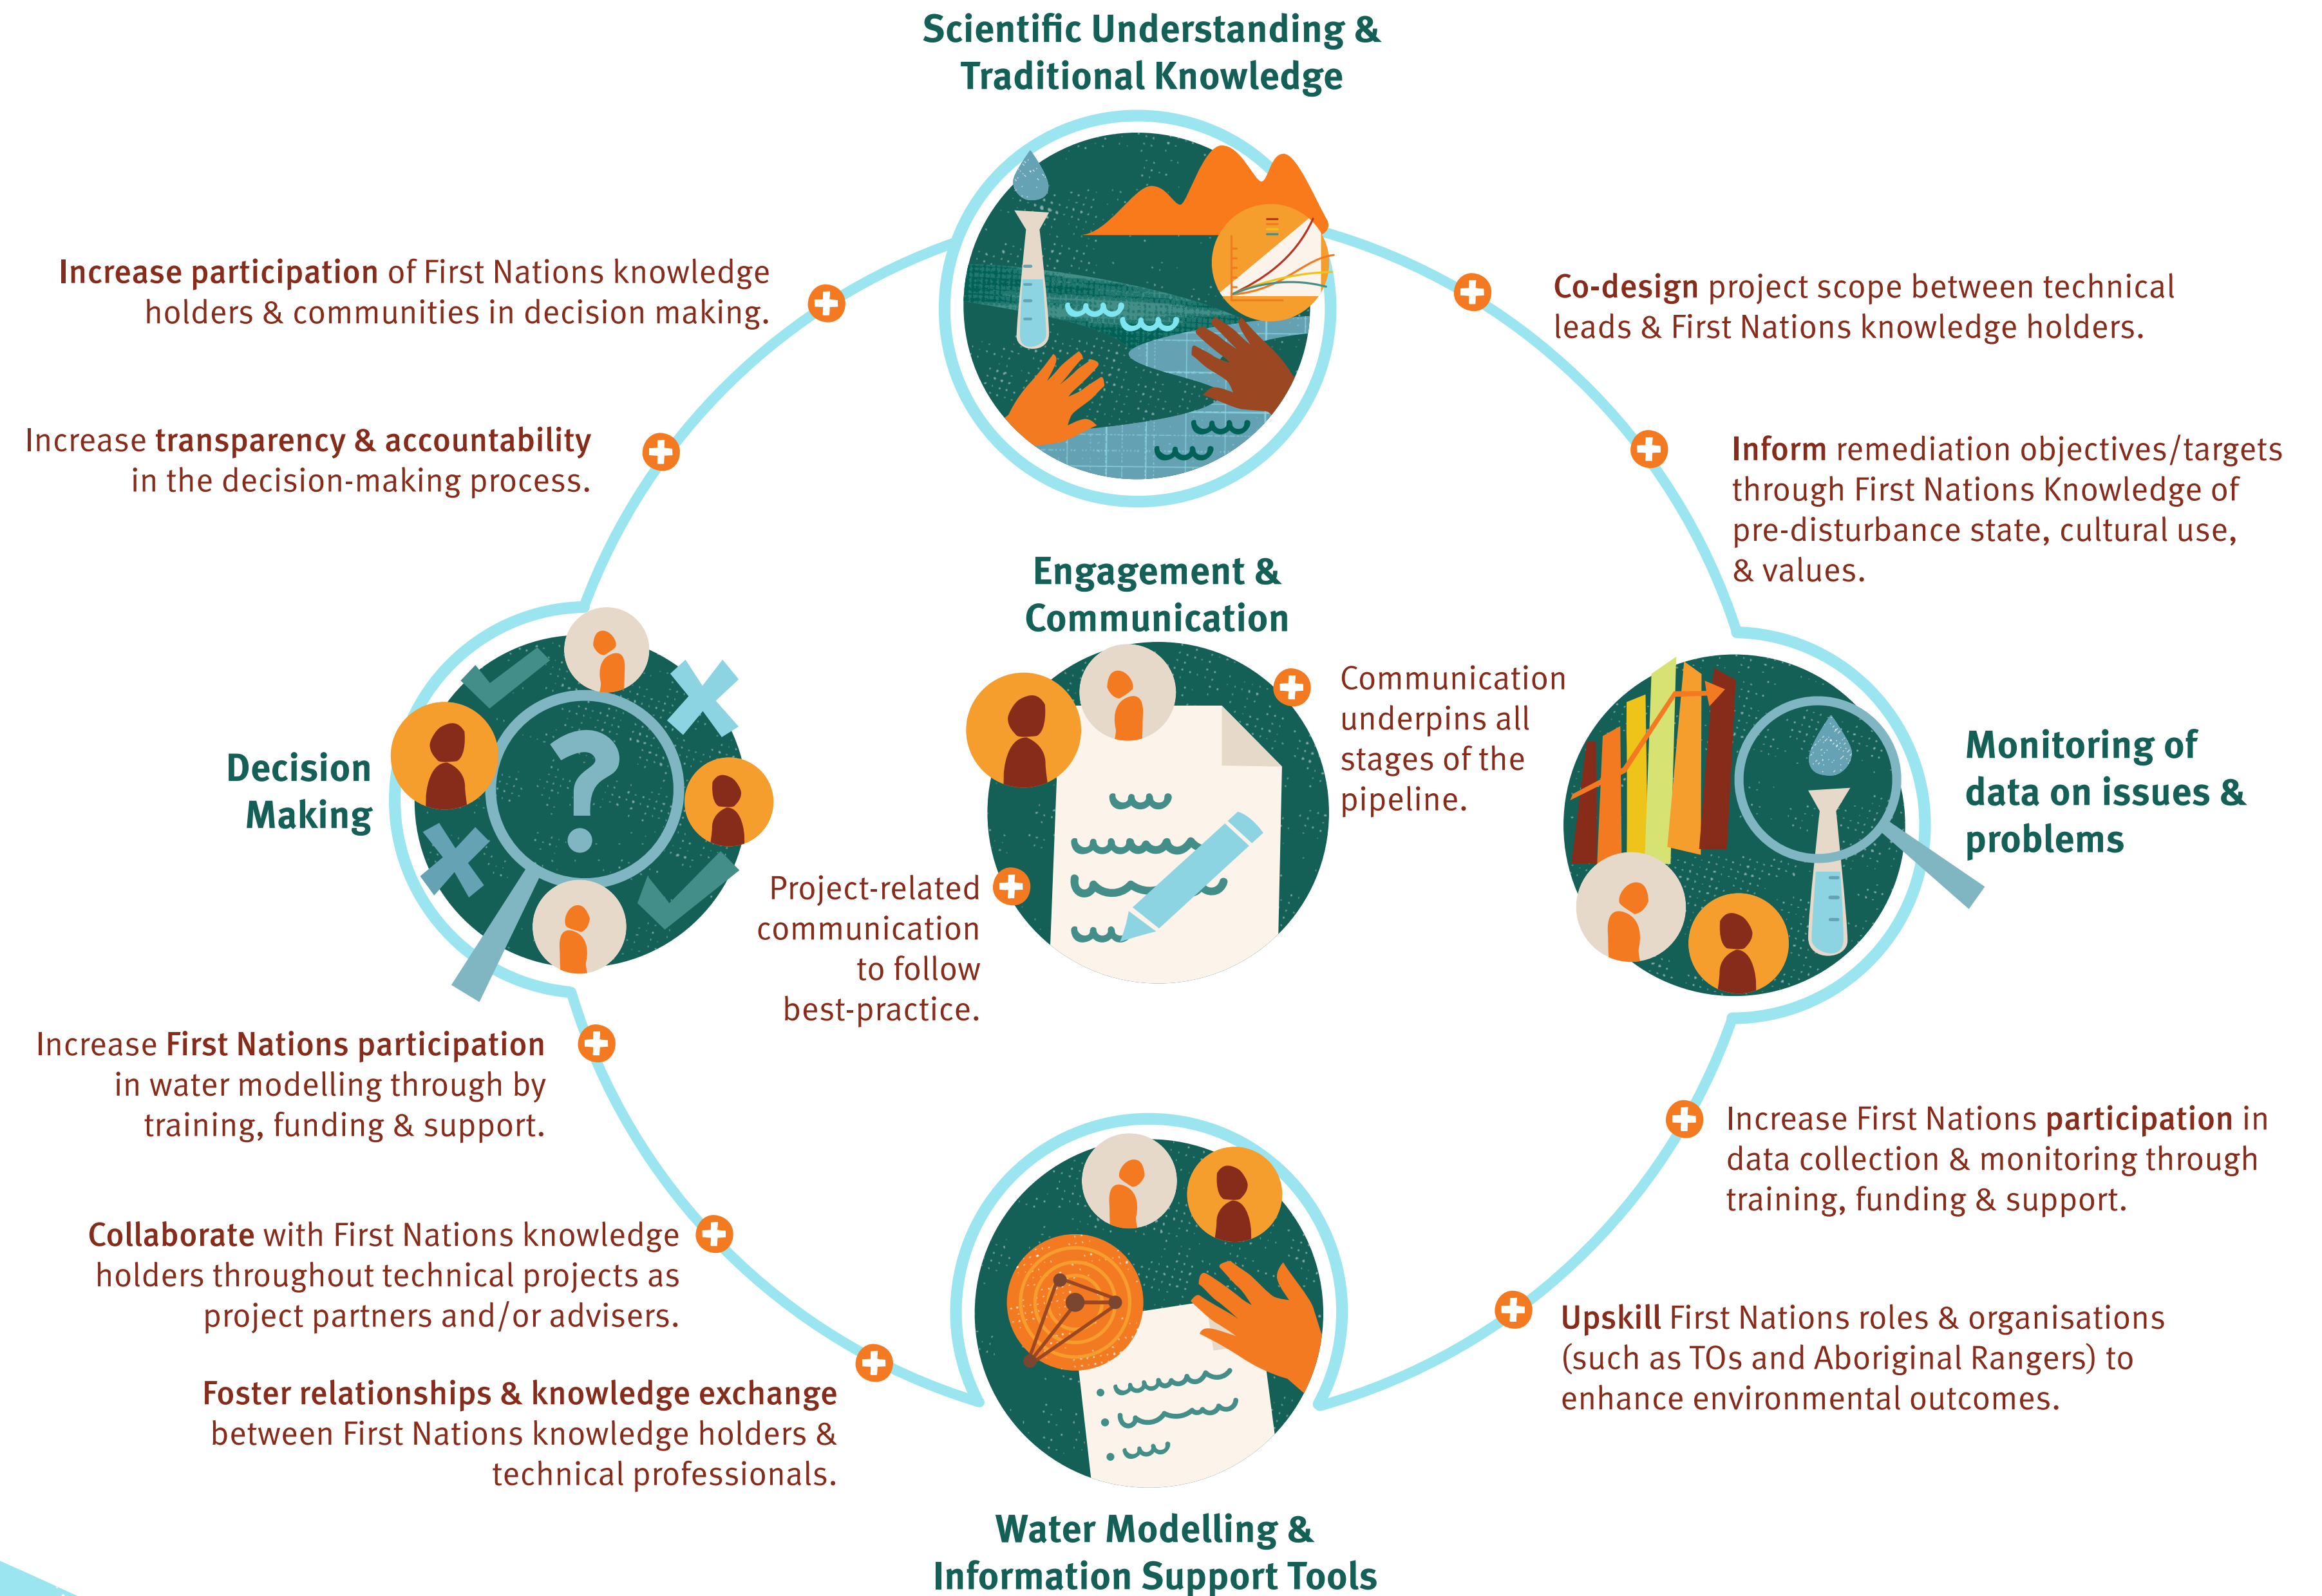 Scientific Understanding &
Traditional Knowledge
Co-design project scope between technical
leads & First Nations knowledge holders.
Inform remediation objectives/targets
through First Nations Knowledge of
pre-disturbance state, cultural use,
& values.
Monitoring of
data on issues &
problems
Increase First Nations participation in
data collection & monitoring through
training, funding & support.
Upskill First Nations roles & organisations
(such as TOs and Aboriginal Rangers) to
enhance environmental outcomes.
Water Modelling &
Information Support Tools
Foster relationships & knowledge exchange
between First Nations knowledge holders &
technical professionals.
Collaborate with First Nations knowledge
holders throughout technical projects as
project partners and/or advisers.
Increase First Nations participation
in water modelling through by
training, funding & support.
Decision
Making
?
Increase transparency & accountability
in the decision-making process.
Increase participation of First Nations knowledge
holders & communities in decision making.
Engagement &
Communication
Communication
underpins all
stages of the
pipeline.
Project-related
communication
to follow
best-practice.